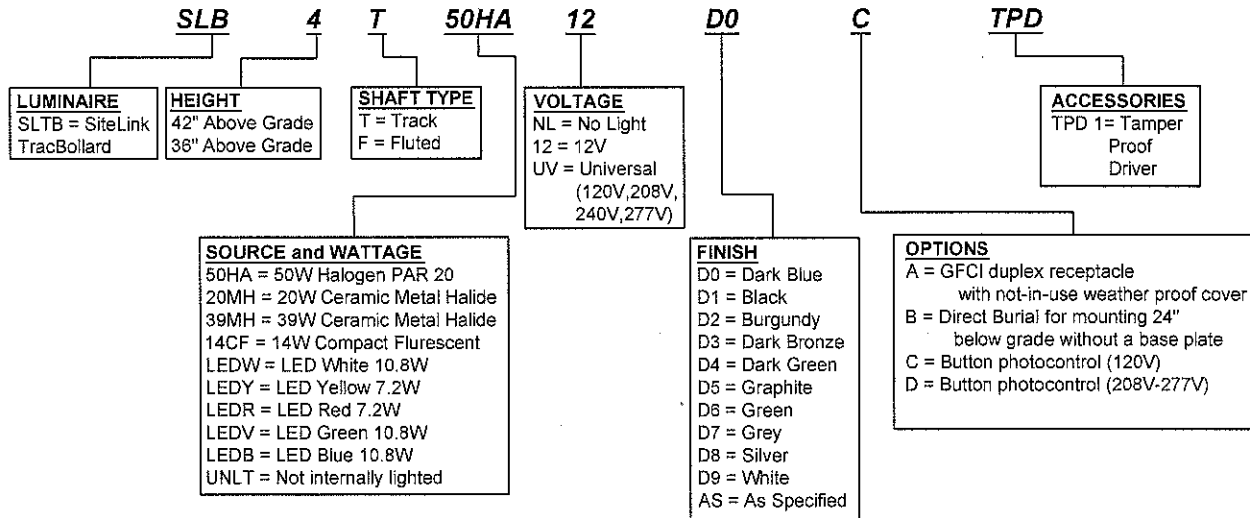 SLB 4 T 50HA 12 D0 C TPD
LUMINAIRE
SLTB = SiteLink
TracBollard
HEIGHT
42" Above Grade
36" Above Grade
SHAFT TYPE
T = Track
F = Fluted
VOLTAGE
NL = No Light
12 = 12V
UV = Universal
(120V,208V,
240V,277V)
ACCESSORIES
TPD 1= Tamper
Proof
Driver
SOURCE and WATTAGE
50HA = 50W Halogen PAR 20
20MH = 20W Ceramic Metal Halide
39MH = 39W Ceramic Metal Halide
14CF = 14W Compact Flurescent
LEDW = LED White 10.8W
LEDY = LED Yellow 7.2W
LEDR = LED Red 7.2W
LEDV = LED Green 10.8W
LEDB = LED Blue 10.8W
UNLT = Not internally lighted
FINISH
D0 = Dark Blue
D1 = Black
D2 = Burgundy
D3 = Dark Bronze
D4 = Dark Green
D5 = Graphite
D6 = Green
D7 = Grey
D8 = Silver
D9 = White
AS = As Specified
OPTIONS
A = GFCI duplex receptacle
with not-in-use weather proof cover
B = Direct Burial for mounting 24"
below grade without a base plate
C = Button photocontrol (120V)
D = Button photocontrol (208V-277V)